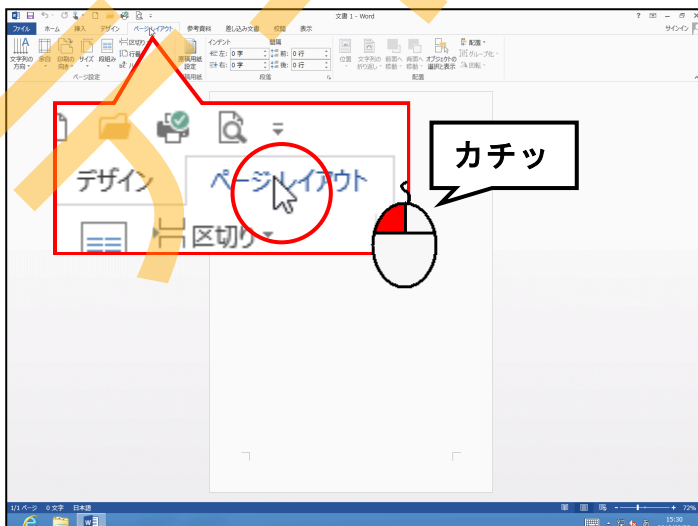 文書 1 - Word
ファイル ホーム 挿入 デザイン ページレイアウト 参考資料 差し込み文書 校閲 表示 サインイン
文字列の方向 余白 印刷の向き サイズ 段組み 区切り
原稿用紙設定
インデント 間隔
左: 0 字 前: 0 行
右: 0 字 後: 0 行
位置 文字列の折り返し 前面へ移動 背面へ移動 オブジェクトの選択と表示 配置 グループ化 回転
ページ設定 原稿用紙 段落 配置
デザイン ページレイアウト
区切り
カチッ
1/1 ページ 0 文字 日本語 72%
15:30